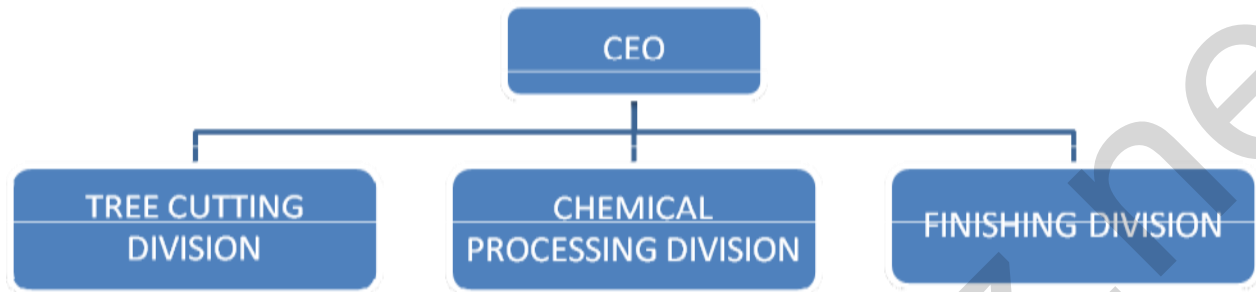 CEO
TREE CUTTING
DIVISION
CHEMICAL
PROCESSING DIVISION
FINISHING DIVISION